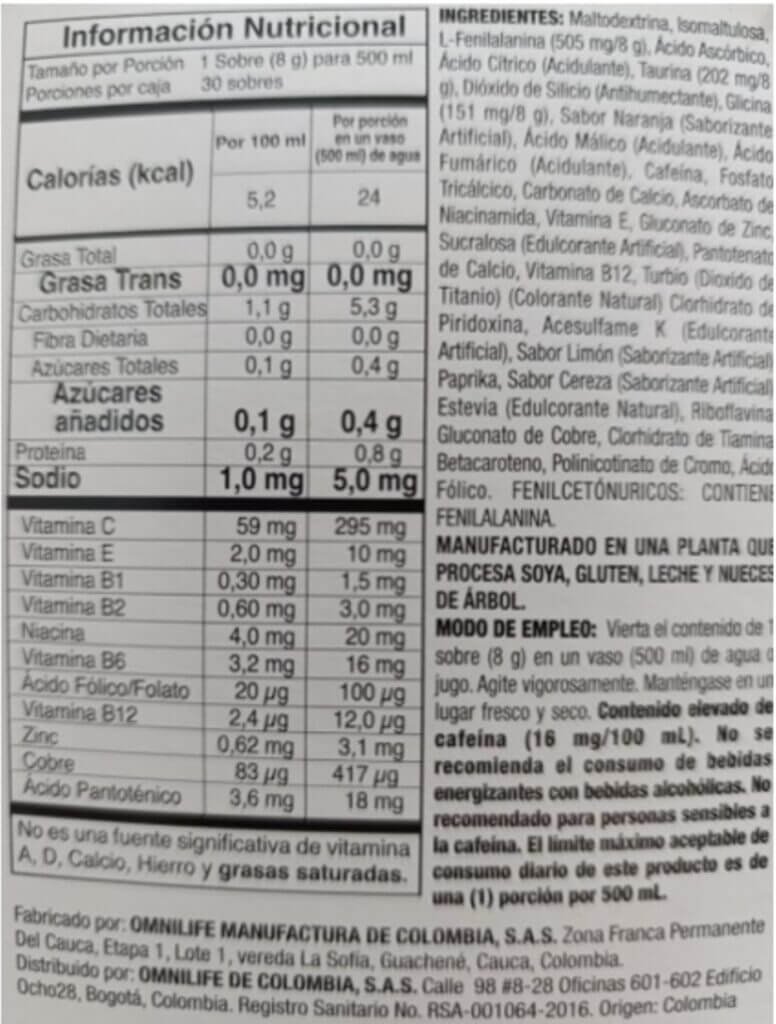 Información Nutricional
Tamaño por Porción 1 Sobre (8 g) para 500 ml
Porciones por caja 30 sobres
Calorías (kcal)
Por 100 ml
Por porción
en un vaso
(500 ml) de agua
5,2 24
Grasa Total 0,0 g 0,0 g
Grasa Trans 0,0 mg 0,0 mg
Carbohidratos Totales 1,1 g 5,3 g
Fibra Dietaria 0,0 g 0,0 g
Azúcares Totales 0,1 g 0,4 g
Azúcares
añadidos 0,1 g 0,4 g
Proteína 0,2 g 0,8 g
Sodio 1,0 mg 5,0 mg
Vitamina C 59 mg 295 mg
Vitamina E 2,0 mg 10 mg
Vitamina B1 0,30 mg 1,5 mg
Vitamina B2 0,60 mg 3,0 mg
Niacina 4,0 mg 20 mg
Vitamina B6 3,2 mg 16 mg
Ácido Fólico/Folato 20 µg 100 µg
Vitamina B12 2,4 µg 12,0 µg
Zinc 0,62 mg 3,1 mg
Cobre 83 µg 417 µg
Ácido Pantoténico 3,6 mg 18 mg
No es una fuente significativa de vitamina
A, D, Calcio, Hierro y grasas saturadas.
INGREDIENTES: Maltodextrina, Isomaltulosa,
L-Fenilalanina (505 mg/8 g), Ácido Ascórbico,
Ácido Cítrico (Acidulante), Taurina (202 mg/8
g), Dióxido de Silicio (Antihumectante), Glicina
(151 mg/8 g), Sabor Naranja (Saborizante
Artificial), Ácido Málico (Acidulante), Ácido
Fumárico (Acidulante), Cafeína, Fosfato
Tricálcico, Carbonato de Calcio, Ascorbato de
Niacinamida, Vitamina E, Gluconato de Zinc,
Sucralosa (Edulcorante Artificial), Pantotenato
de Calcio, Vitamina B12, Turbio (Dioxido de
Titanio) (Colorante Natural) Clorhidrato de
Piridoxina, Acesulfame K (Edulcorante
Artificial), Sabor Limón (Saborizante Artificial)
Paprika, Sabor Cereza (Saborizante Artificial)
Estevia (Edulcorante Natural), Riboflavina
Gluconato de Cobre, Clorhidrato de Tiamina
Betacaroteno, Polinicotinato de Cromo, Ácido
Fólico. FENILCETÓNURICOS: CONTIENE
FENILALANINA.
MANUFACTURADO EN UNA PLANTA QUE
PROCESA SOYA, GLUTEN, LECHE Y NUECES
DE ÁRBOL.
MODO DE EMPLEO: Vierta el contenido de 1
sobre (8 g) en un vaso (500 ml) de agua o
jugo. Agite vigorosamente. Manténgase en un
lugar fresco y seco. Contenido elevado de
cafeína (16 mg/100 mL). No se
recomienda el consumo de bebidas
energizantes con bebidas alcohólicas. No
recomendado para personas sensibles a
la cafeína. El límite máximo aceptable de
consumo diario de este producto es de
una (1) porción por 500 mL.
Fabricado por: OMNILIFE MANUFACTURA DE COLOMBIA, S.A.S. Zona Franca Permanente
Del Cauca, Etapa 1, Lote 1, vereda La Sofía, Guachené, Cauca, Colombia.
Distribuido por: OMNILIFE DE COLOMBIA, S.A.S. Calle 98 #8-28 Oficinas 601-602 Edificio
Ocho28, Bogotá, Colombia. Registro Sanitario No. RSA-001064-2016. Origen: Colombia